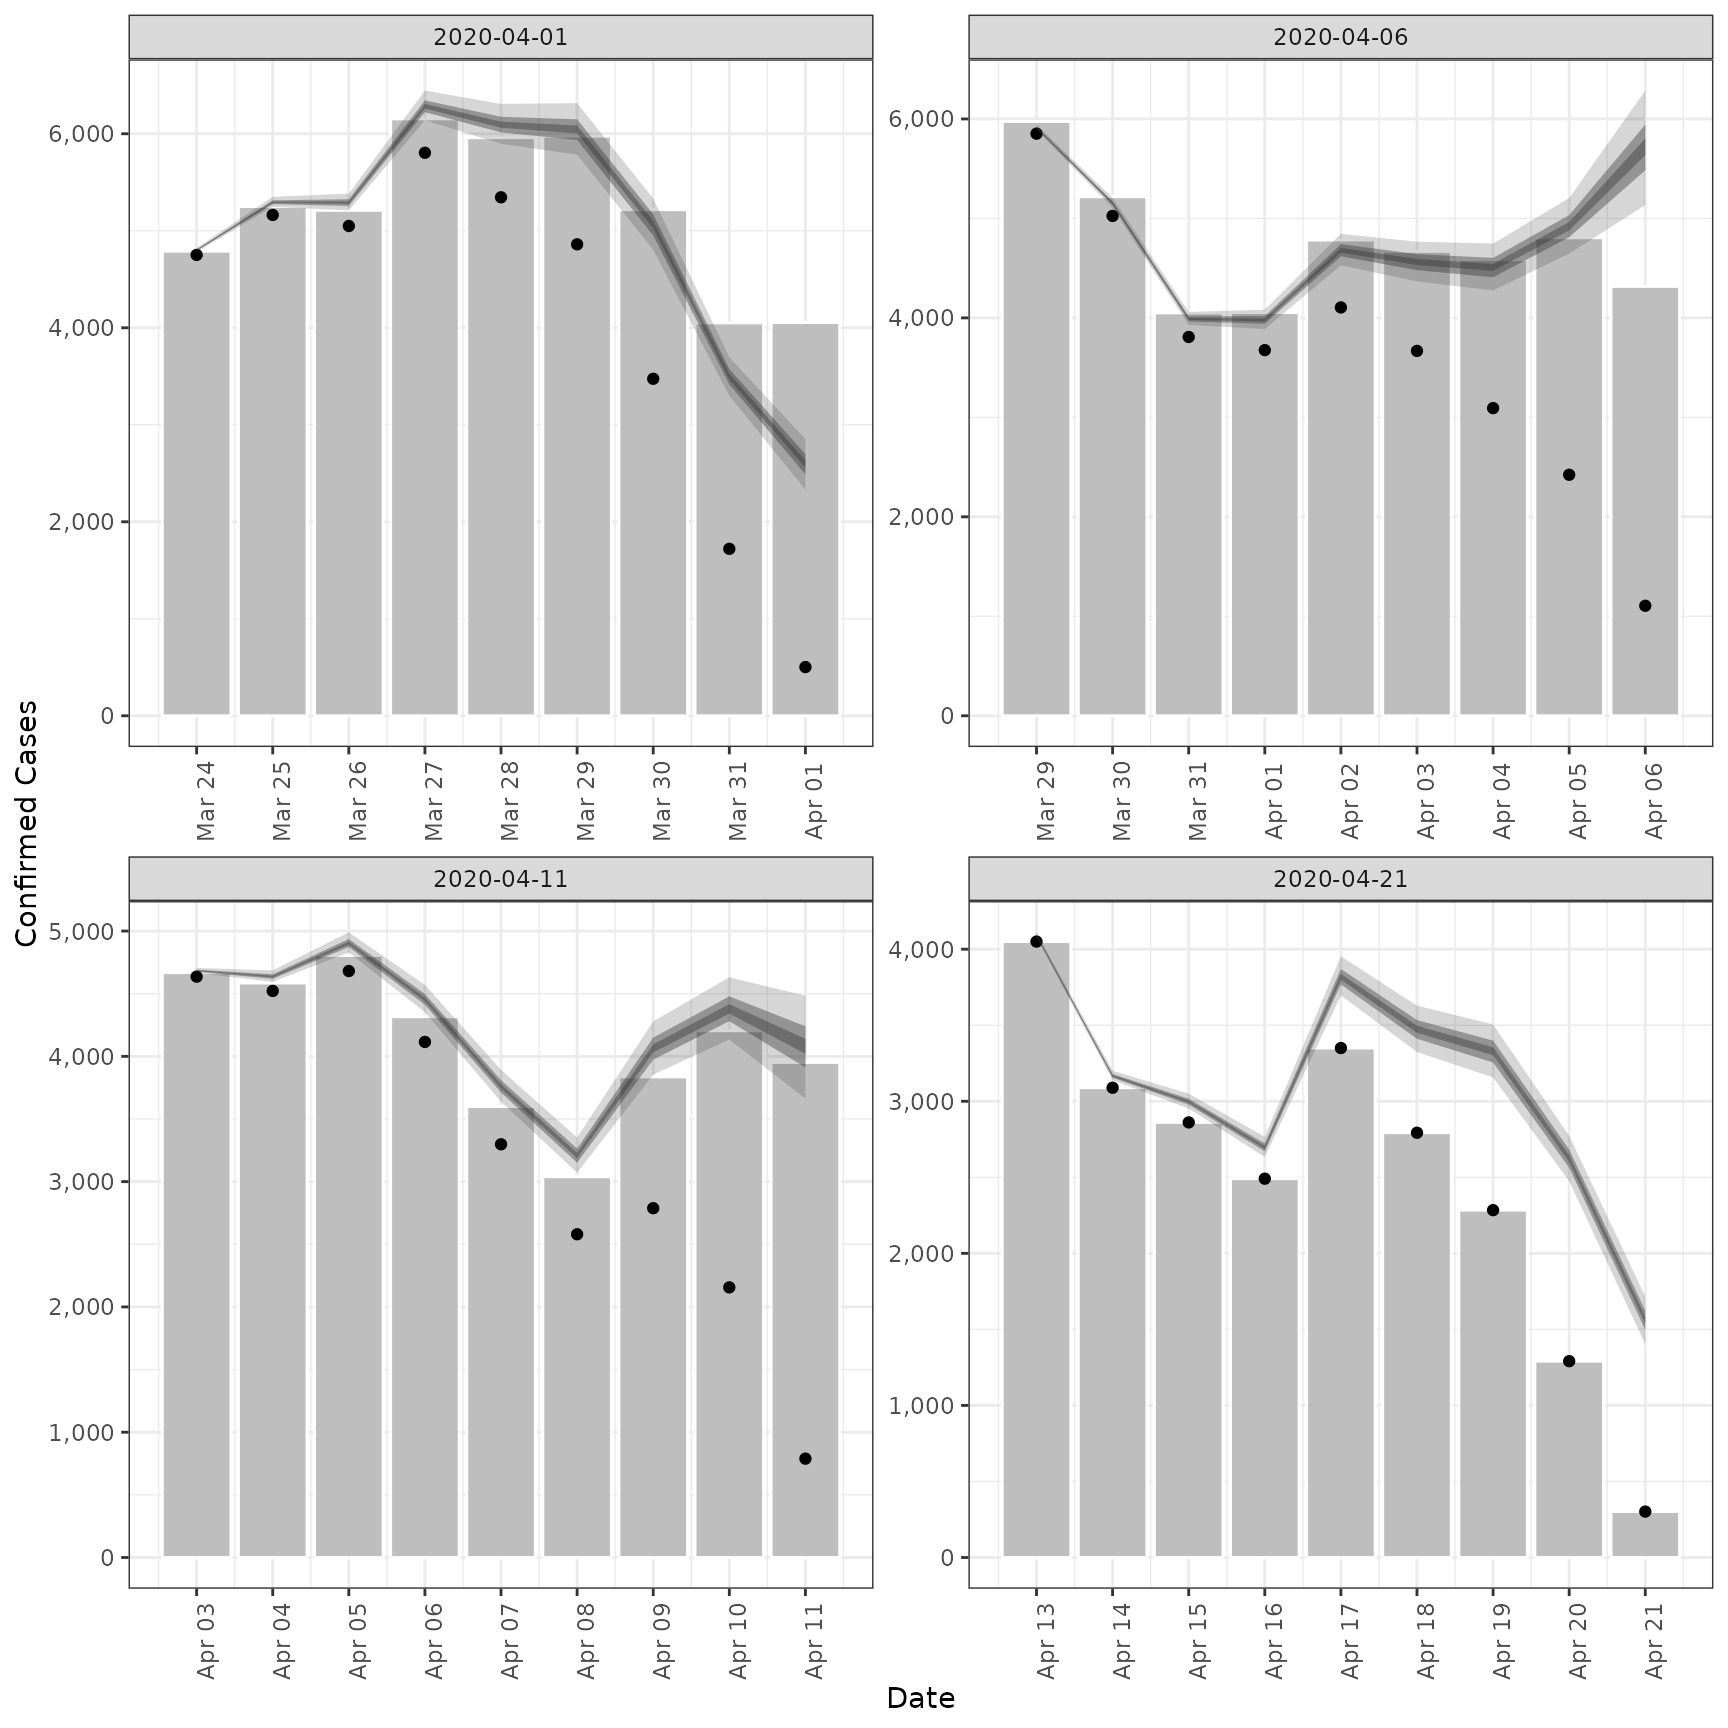 2020-04-01
2020-04-06
6,000
4,000
2,000
0
6,000
4,000
2,000
0
Mar 24
Mar 25
Mar 26
Mar 27
Mar 28
Mar 29
Mar 30
Mar 31
Apr 01
Mar 29
Mar 30
Mar 31
Apr 01
Apr 02
Apr 03
Apr 04
Apr 05
Apr 06
Confirmed Cases
2020-04-11
2020-04-21
5,000
4,000
3,000
2,000
1,000
0
4,000
3,000
2,000
1,000
0
Apr 03
Apr 04
Apr 05
Apr 06
Apr 07
Apr 08
Apr 09
Apr 10
Apr 11
Apr 13
Apr 14
Apr 15
Apr 16
Apr 17
Apr 18
Apr 19
Apr 20
Apr 21
Date